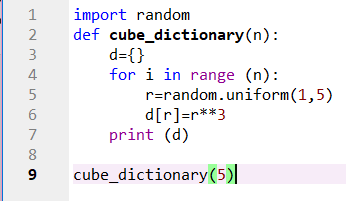 1 import random
2 def cube_dictionary(n):
3     d={}
4     for i in range (n):
5         r=random.uniform(1,5)
6         d[r]=r**3
7     print (d)
8
9 cube_dictionary(5)